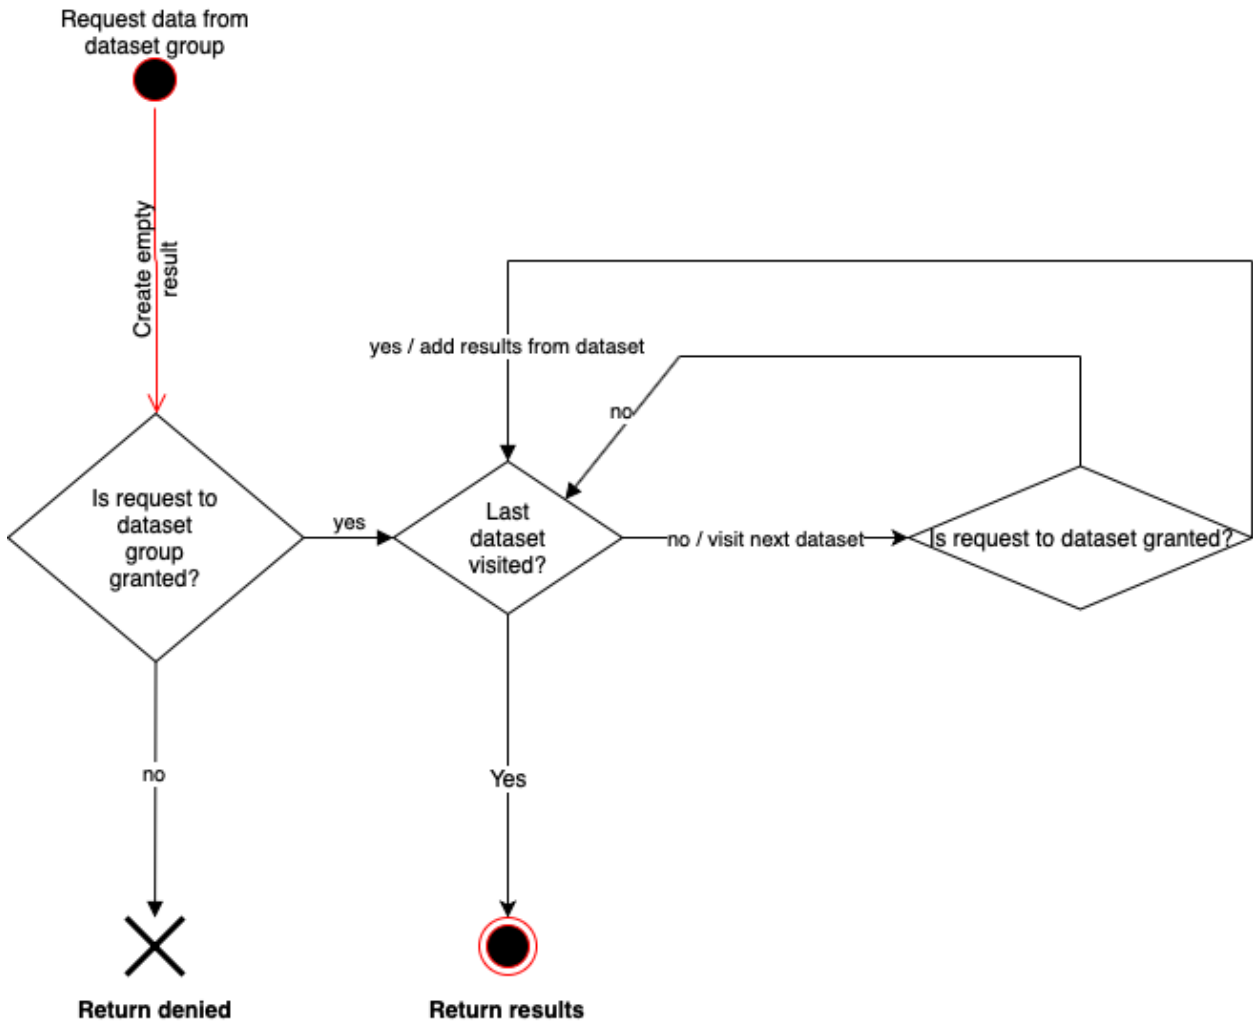 Request data from
dataset group
Create empty
result
yes / add results from dataset
no
Is request to
dataset
group
granted?
yes
Last
dataset
visited?
no / visit next dataset
Is request to dataset granted?
no
Yes
Return denied
Return results